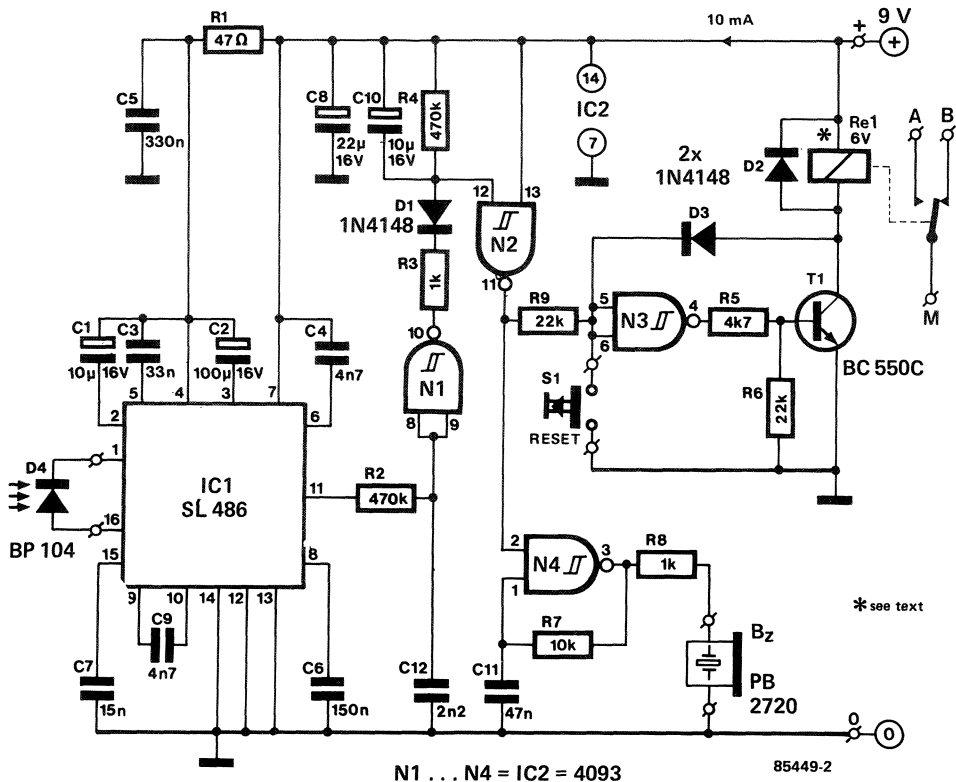 R1
47Ω
10 mA
+
9 V
+
C5
330n
C8
22µ
16V
C10
10µ
16V
R4
470k
14
IC2
7
Re1
6V
*
A
B
2x
1N4148
D2
D1
1N4148
12
13
N2
11
D3
R3
1k
T1
R9
22k
5
N3
4
6
R5
4k7
M
C1
10µ
16V
C3
33n
C2
100µ
16V
C4
4n7
10
N1
8
9
S1
RESET
R6
22k
BC 550C
5
4
3
7
2
6
1
D4
IC1
SL 486
11
R2
470k
16
BP 104
15
8
2
N4
3
1
R8
1k
9
10
14
12
13
C9
4n7
R7
10k
* see text
Bz
PB
2720
C7
15n
C6
150n
C12
2n2
C11
47n
0
0
85449-2
N1 . . . N4 = IC2 = 4093